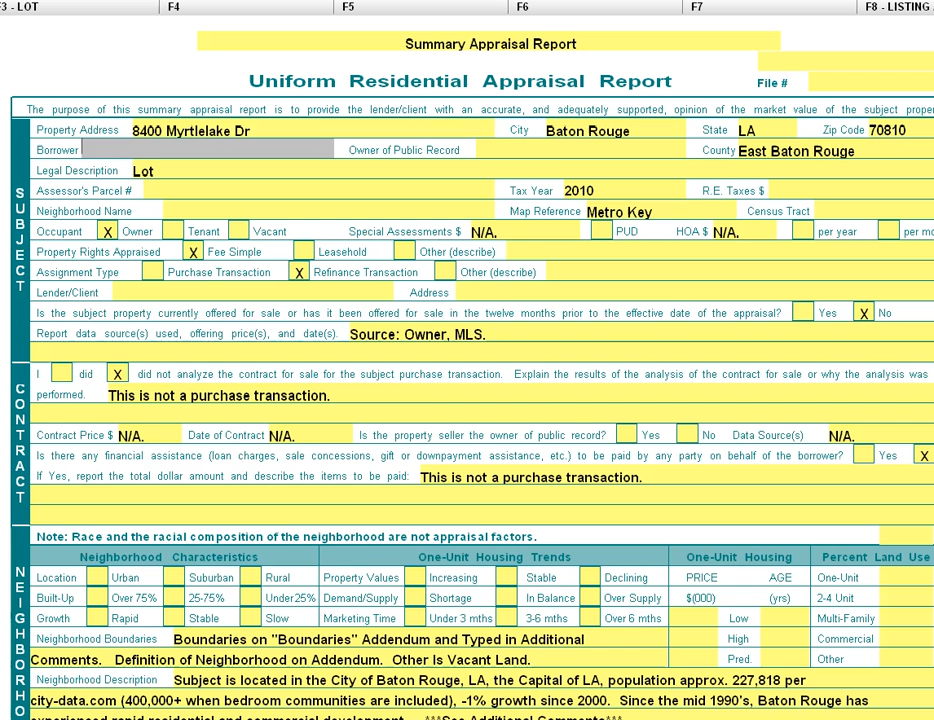 F3 - LOT F4 F5 F6 F7 F8 - LISTING
Summary Appraisal Report
Uniform Residential Appraisal Report File #
The purpose of this summary appraisal report is to provide the lender/client with an accurate, and adequately supported, opinion of the market value of the subject
SUBJECT
Property Address 8400 Myrtlelake Dr City Baton Rouge State LA Zip Code 70810
Borrower Owner of Public Record County East Baton Rouge
Legal Description Lot
Assessor's Parcel # Tax Year 2010 R.E. Taxes $
Neighborhood Name Map Reference Metro Key Census Tract
Occupant X Owner Tenant Vacant Special Assessments $ N/A. PUD HOA $ N/A. per year per
Property Rights Appraised X Fee Simple Leasehold Other (describe)
Assignment Type Purchase Transaction X Refinance Transaction Other (describe)
Lender/Client Address
Is the subject property currently offered for sale or has it been offered for sale in the twelve months prior to the effective date of the appraisal? Yes X No
Report data source(s) used, offering price(s), and date(s). Source: Owner, MLS.
CONTRACT
I did X did not analyze the contract for sale for the subject purchase transaction. Explain the results of the analysis of the contract for sale or why the analysis was
performed. This is not a purchase transaction.
Contract Price $ N/A. Date of Contract N/A. Is the property seller the owner of public record? Yes No Data Source(s) N/A.
Is there any financial assistance (loan charges, sale concessions, gift or downpayment assistance, etc.) to be paid by any party on behalf of the borrower? Yes X
If Yes, report the total dollar amount and describe the items to be paid: This is not a purchase transaction.
NEIGHBORHO
Note: Race and the racial composition of the neighborhood are not appraisal factors.
Neighborhood Characteristics One-Unit Housing Trends One-Unit Housing Percent Land Use
Location Urban Suburban Rural Property Values Increasing Stable Declining PRICE AGE One-Unit
Built-Up Over 75% 25-75% Under 25% Demand/Supply Shortage In Balance Over Supply $(000) (yrs) 2-4 Unit
Growth Rapid Stable Slow Marketing Time Under 3 mths 3-6 mths Over 6 mths Low Multi-Family
Neighborhood Boundaries Boundaries on "Boundaries" Addendum and Typed in Additional High Commercial
Comments. Definition of Neighborhood on Addendum. Other Is Vacant Land. Pred. Other
Neighborhood Description Subject is located in the City of Baton Rouge, LA, the Capital of LA, population approx. 227,818 per
city-data.com (400,000+ when bedroom communities are included), -1% growth since 2000. Since the mid 1990's, Baton Rouge has
experienced rapid residential and commercial development. ***See Additional Comments***